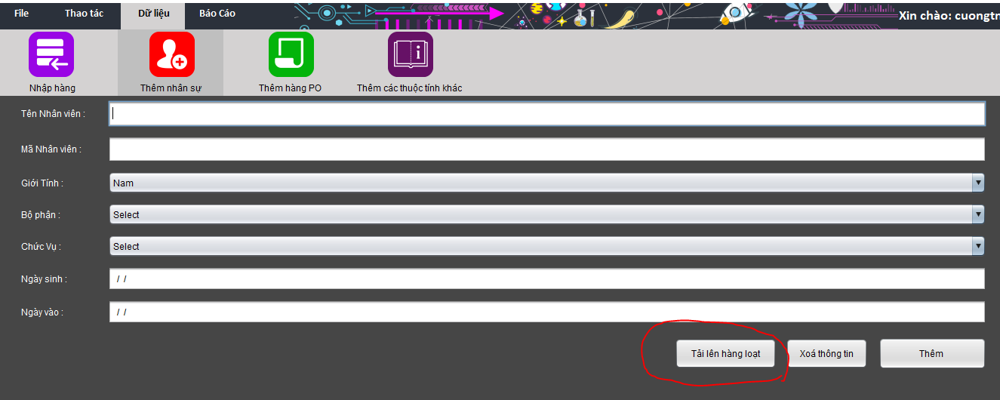 File Thao tác Dữ liệu Báo Cáo Xin chào: cuongtn
Nhập hàng Thêm nhân sự Thêm hàng PO Thêm các thuộc tính khác
Tên Nhân viên :
Mã Nhân viên :
Giới Tính : Nam
Bộ phận : Select
Chức Vụ : Select
Ngày sinh : / /
Ngày vào : / /
Tải lên hàng loạt Xoá thông tin Thêm